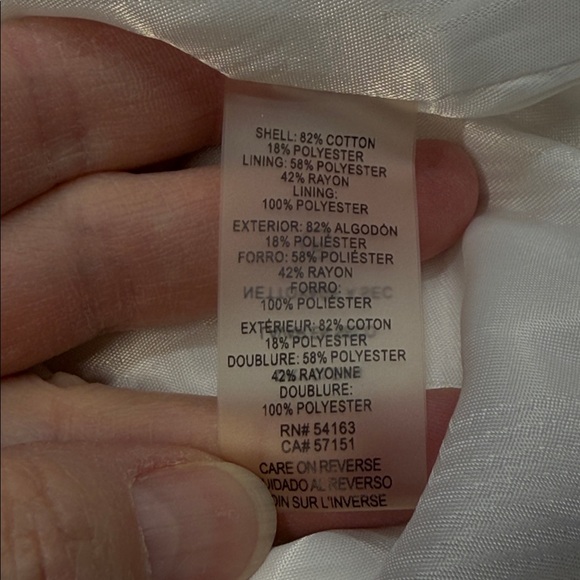 SHELL: 82% COTTON
18% POLYESTER
LINING: 58% POLYESTER
42% RAYON
LINING:
100% POLYESTER
EXTERIOR: 82% ALGODÓN
18% POLIÉSTER
FORRO: 58% POLIÉSTER
42% RAYON
FORRO:
100% POLIÉSTER
EXTÉRIEUR: 82% COTON
18% POLYESTER
DOUBLURE: 58% POLYESTER
42% RAYONNE
DOUBLURE:
100% POLYESTER
RN# 54163
CA# 57151
CARE ON REVERSE
UIDADO AL REVERSO
OIN SUR L'INVERSE